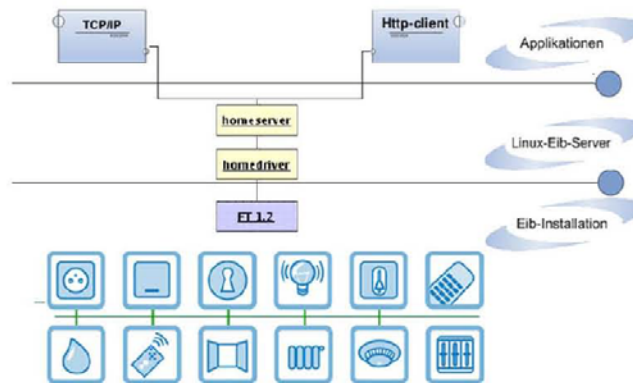 TCP/IP
Http-client
Applikationen
homeserver
Linux-Eib-Server
homedriver
FT 1.2
Eib-Installation